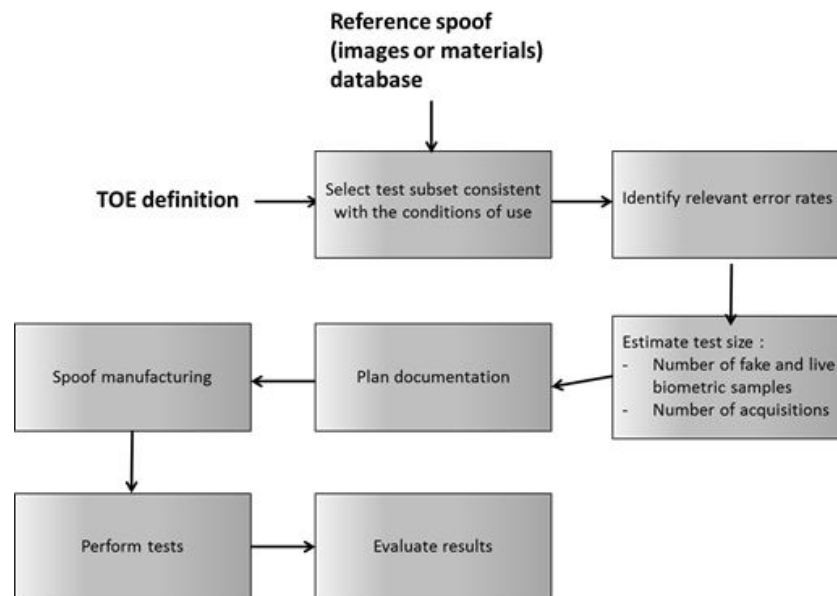 Reference spoof
(images or materials)
database
TOE definition
Select test subset consistent
with the conditions of use
Identify relevant error rates
Estimate test size :
- Number of fake and live
biometric samples
- Number of acquisitions
Plan documentation
Spoof manufacturing
Perform tests
Evaluate results